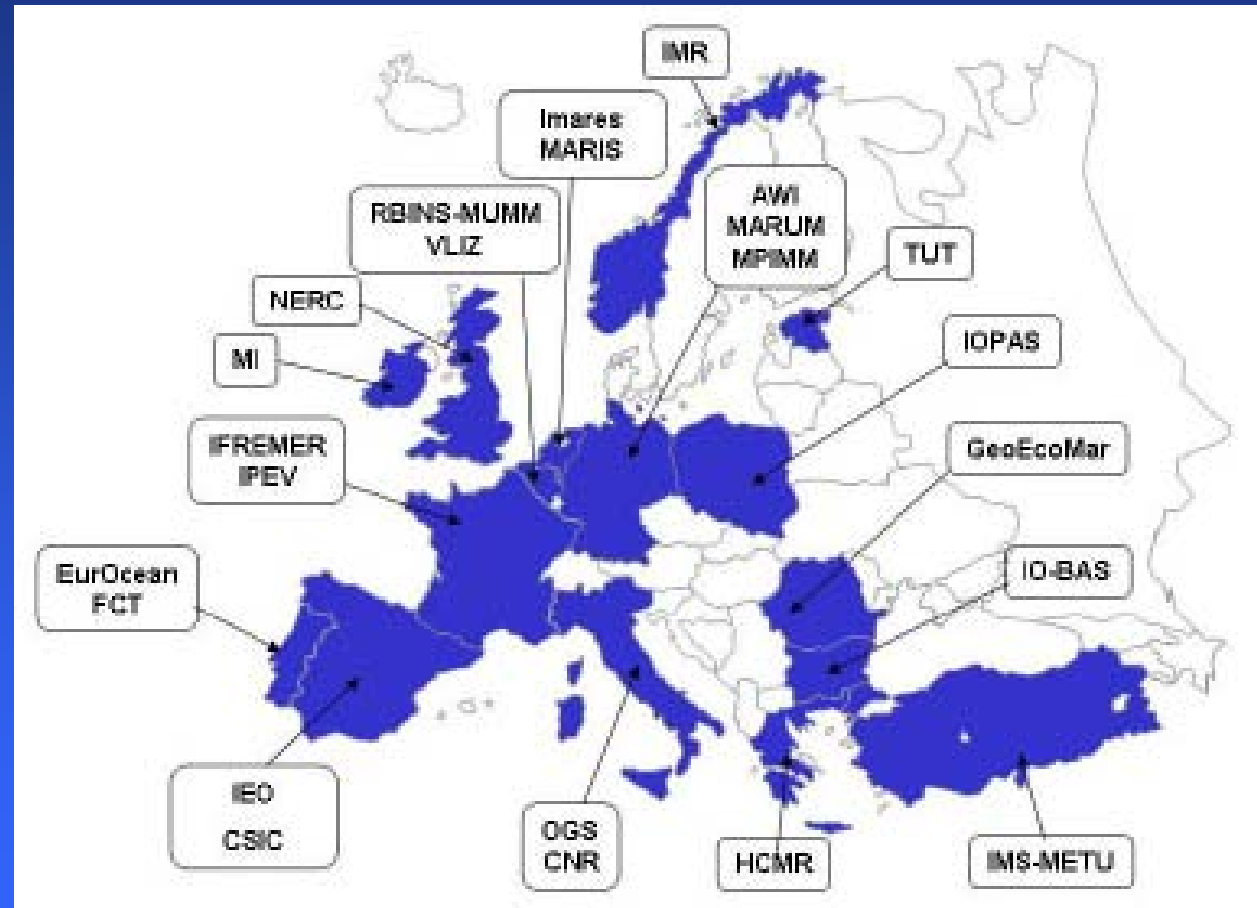 IMR
Imares
MARIS
AWI
MARUM
MPIMM
RBINS-MUMM
VLIZ
TUT
NERC
IOPAS
MI
IFREMER
IPEV
GeoEcoMar
EurOcean
FCT
IO-BAS
IEO
CSIC
OGS
CNR
HCMR
IMS-METU